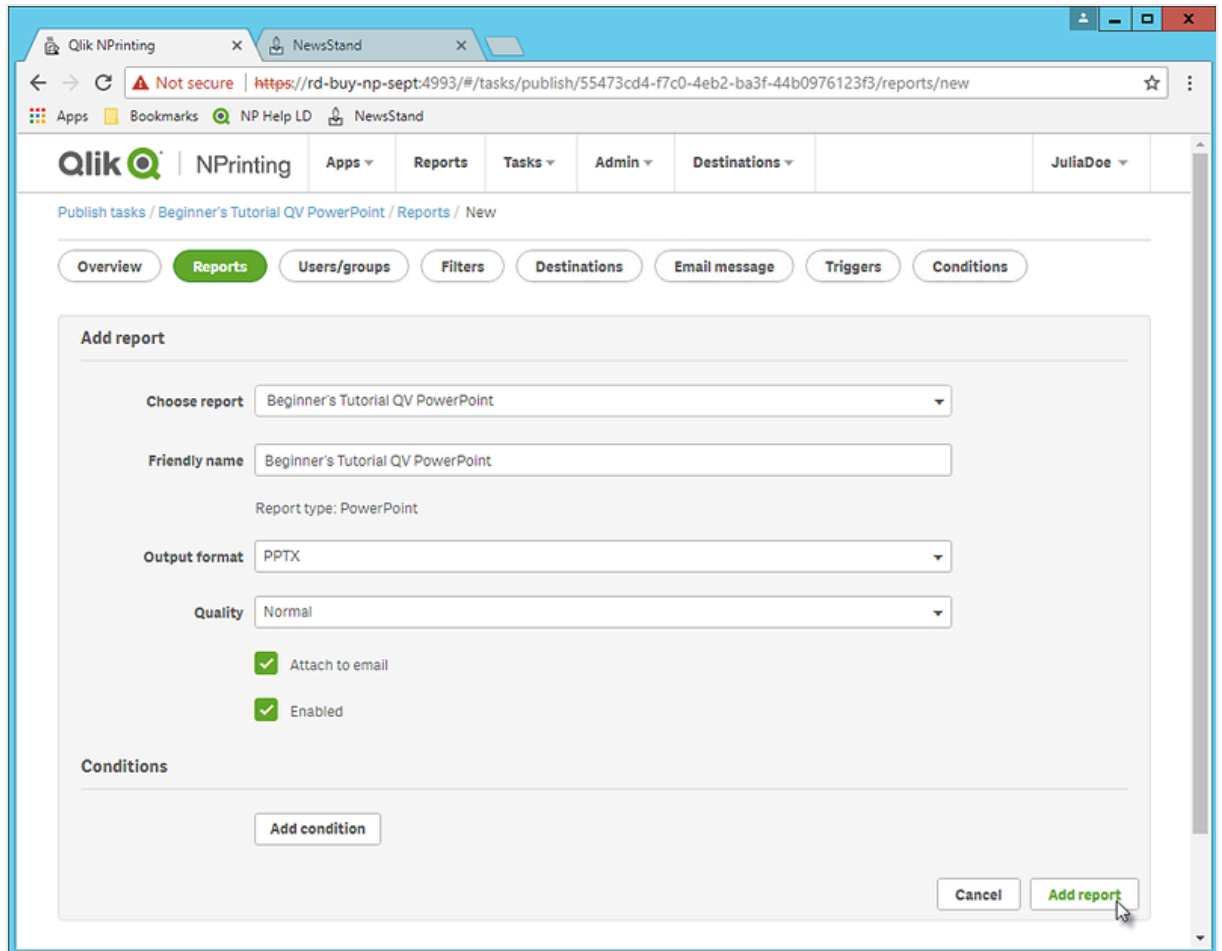 Qlik NPrinting
NewsStand
Not secure | https://rd-buy-np-sept:4993/#/tasks/publish/55473cd4-f7c0-4eb2-ba3f-44b0976123f3/reports/new
Apps Bookmarks NP Help LD NewsStand
Qlik NPrinting Apps Reports Tasks Admin Destinations JuliaDoe
Publish tasks / Beginner's Tutorial QV PowerPoint / Reports / New
Overview Reports Users/groups Filters Destinations Email message Triggers Conditions
Add report
Choose report Beginner's Tutorial QV PowerPoint
Friendly name Beginner's Tutorial QV PowerPoint
Report type: PowerPoint
Output format PPTX
Quality Normal
Attach to email
Enabled
Conditions
Add condition
Cancel Add report